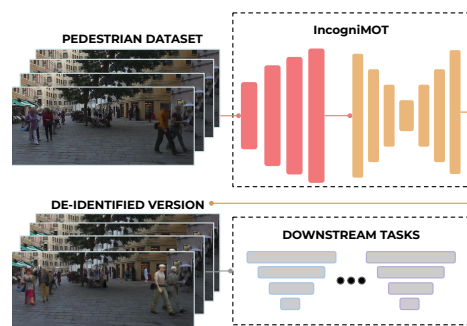 PEDESTRIAN DATASET
IncogniMOT
DE-IDENTIFIED VERSION
DOWNSTREAM TASKS